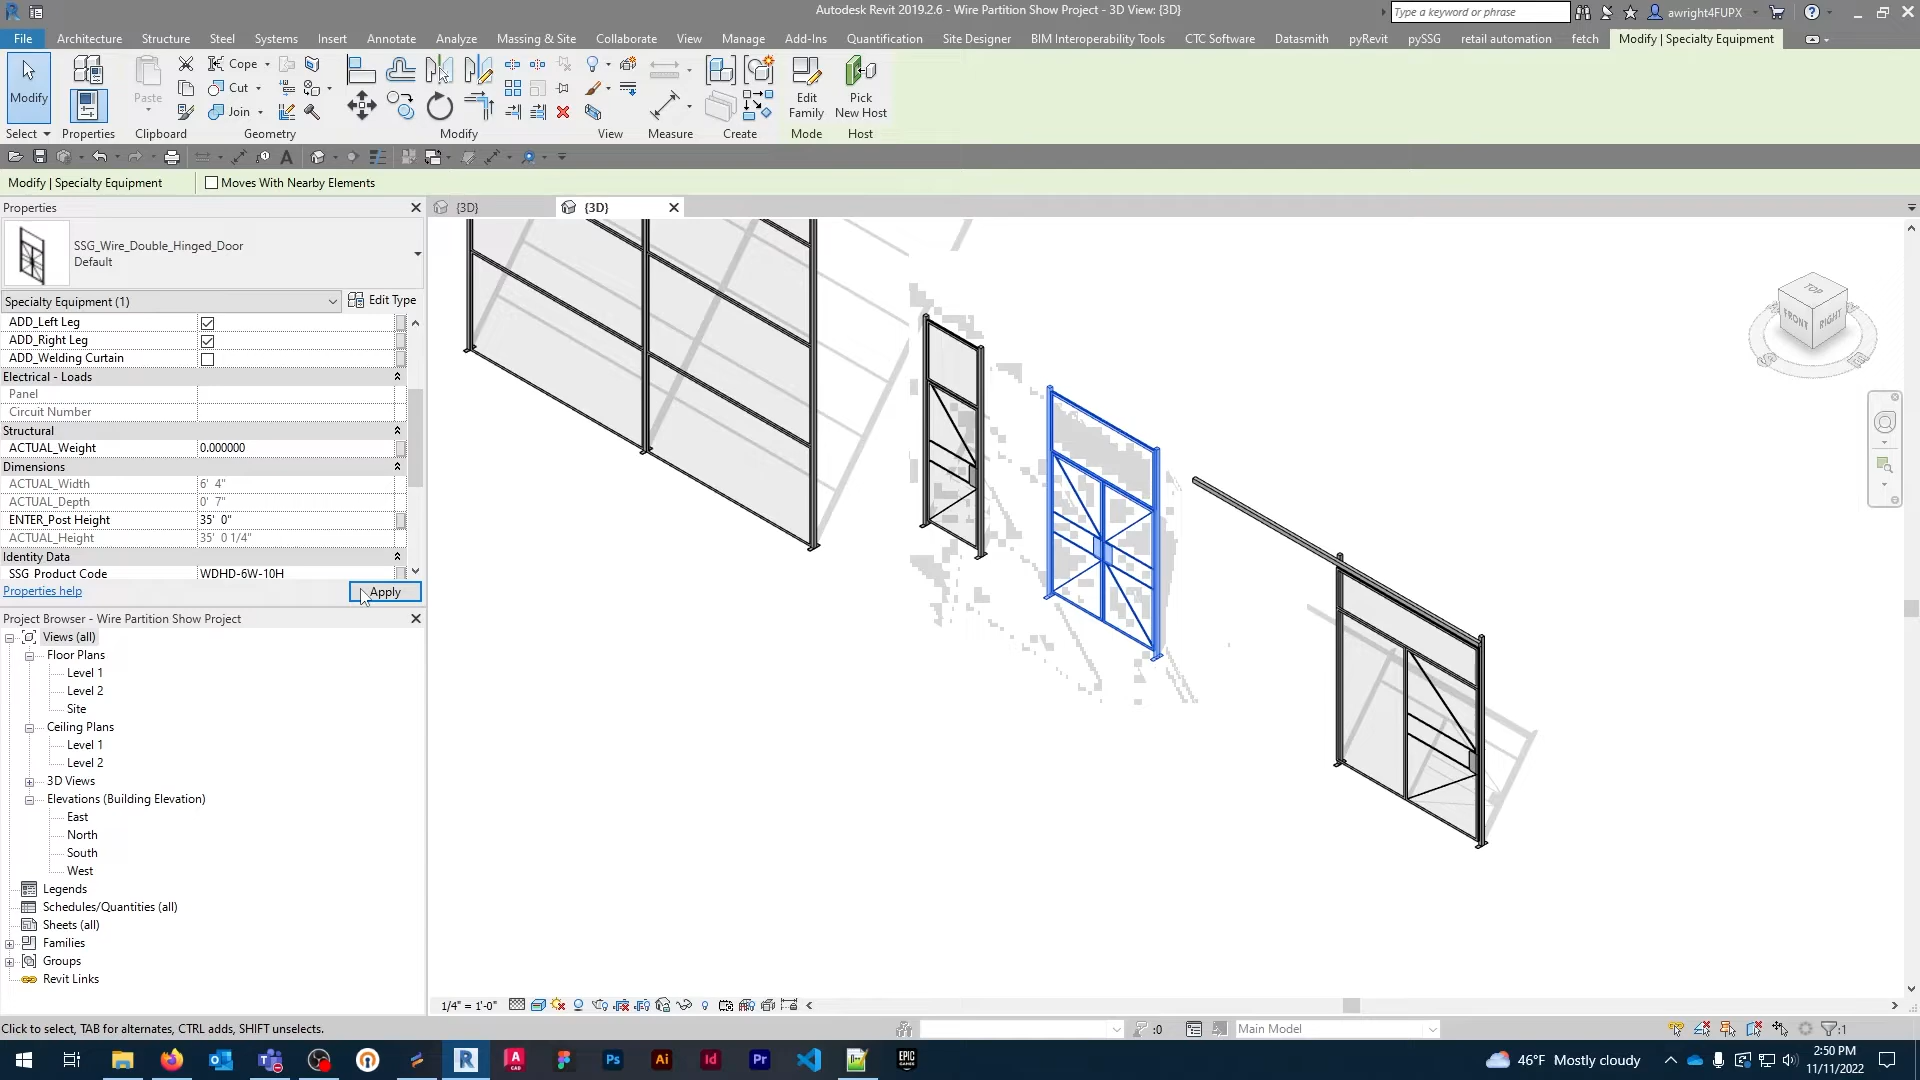 Autodesk Revit 2019.2.6 - Wire Partition Show Project - 3D View: {3D}
Type a keyword or phrase
awright4FUPX
File Architecture Structure Steel Systems Insert Annotate Analyze Massing & Site Collaborate View Manage Add-Ins Quantification Site Designer BIM Interoperability Tools CTC Software Datasmith pyRevit pySSG retail automation fetch Modify | Specialty Equipment
Modify
Paste
Cope
Cut
Join
Edit Family
Pick New Host
Select Properties Clipboard Geometry Modify View Measure Create Mode Host
Modify | Specialty Equipment
Moves With Nearby Elements
Properties
{3D}
{3D}
SSG_Wire_Double_Hinged_Door
Default
Specialty Equipment (1)
Edit Type
ADD_Left Leg
ADD_Right Leg
ADD_Welding Curtain
Electrical - Loads
Panel
Circuit Number
Structural
ACTUAL_Weight 0.000000
Dimensions
ACTUAL_Width 6' 4"
ACTUAL_Depth 0' 7"
ENTER_Post Height 35' 0"
ACTUAL_Height 35' 0 1/4"
Identity Data
SSG Product Code WDHD-6W-10H
Properties help
Apply
TOP
FRONT
RIGHT
Project Browser - Wire Partition Show Project
Views (all)
Floor Plans
Level 1
Level 2
Site
Ceiling Plans
Level 1
Level 2
3D Views
Elevations (Building Elevation)
East
North
South
West
Legends
Schedules/Quantities (all)
Sheets (all)
Families
Groups
Revit Links
1/4" = 1'-0"
Click to select, TAB for alternates, CTRL adds, SHIFT unselects.
:0
Main Model
:1
46°F Mostly cloudy
2:50 PM
11/11/2022